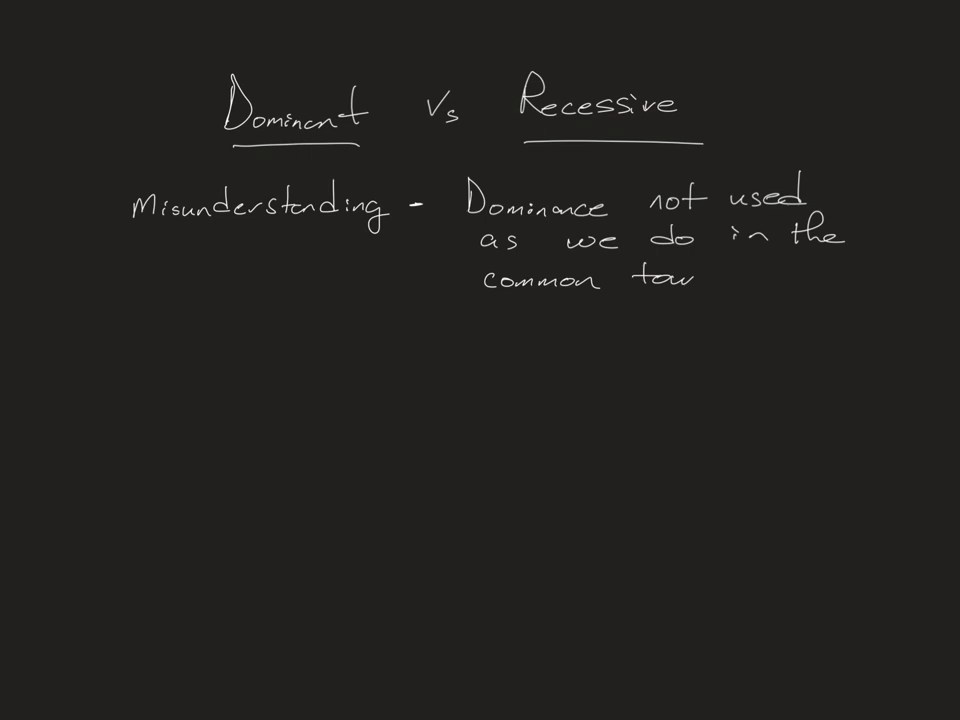 Dominant Vs Recessive
Misunderstanding - Dominance not used
as we do in the
common